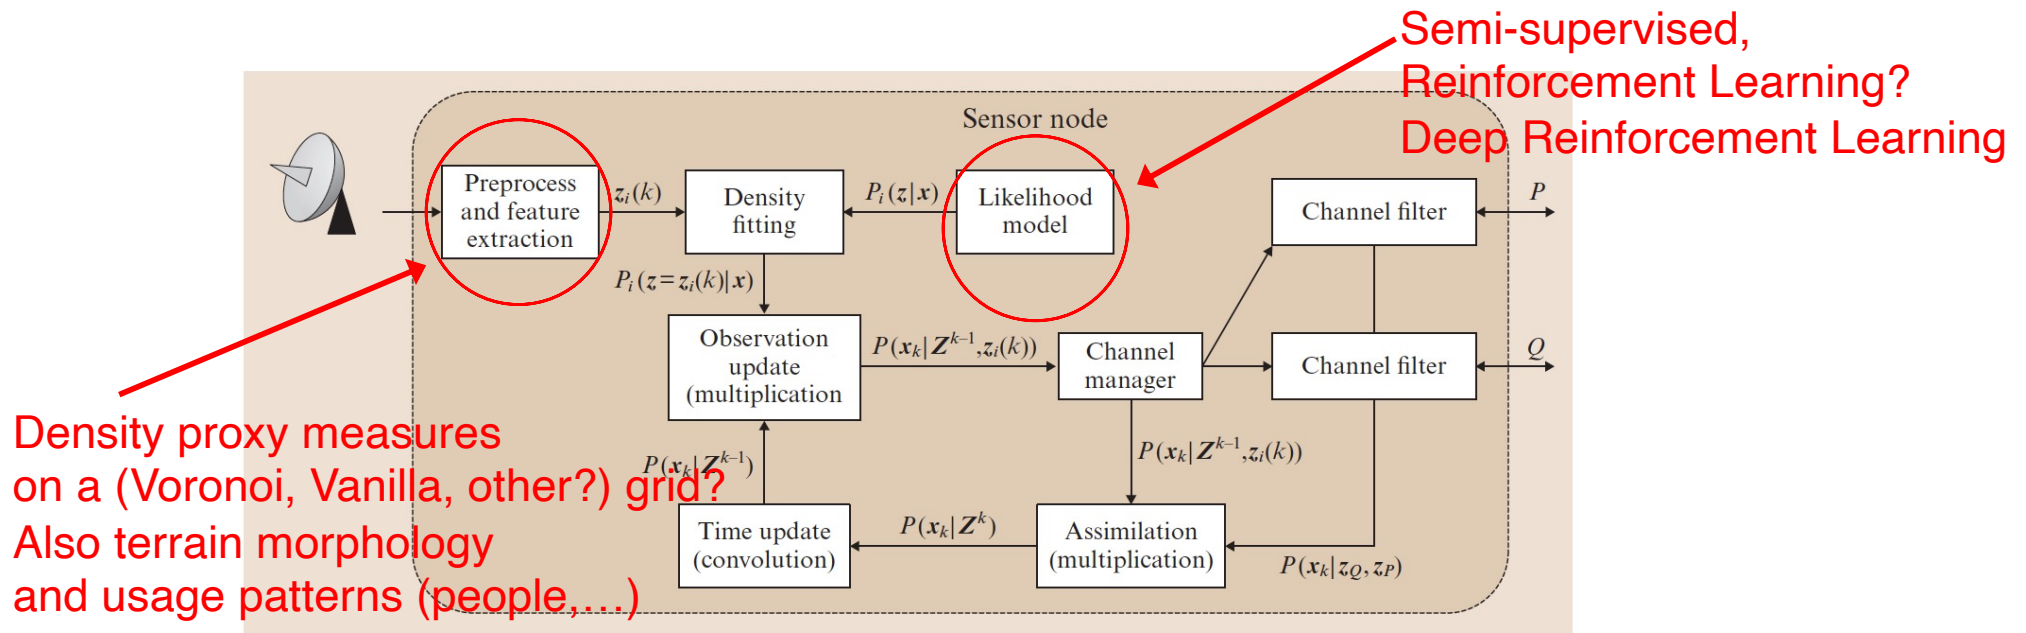 Semi-supervised,
Reinforcement Learning?
Deep Reinforcement Learning
Sensor node
Preprocess
and feature
extraction
z_i(k)
Density
fitting
P_i(z|x)
Likelihood
model
Channel filter
P
P_i(z=z_i(k)|x)
Observation
update
(multiplication
P(x_k|Z^{k–1},z_i(k))
Channel
manager
Channel filter
Q
Density proxy measures
on a (Voronoi, Vanilla, other?) grid?
Also terrain morphology
and usage patterns (people,…)
P(x_k|Z^{k–1})
P(x_k|Z^{k–1},z_i(k))
Time update
(convolution)
P(x_k|Z^k)
Assimilation
(multiplication)
P(x_k|z_Q,z_P)